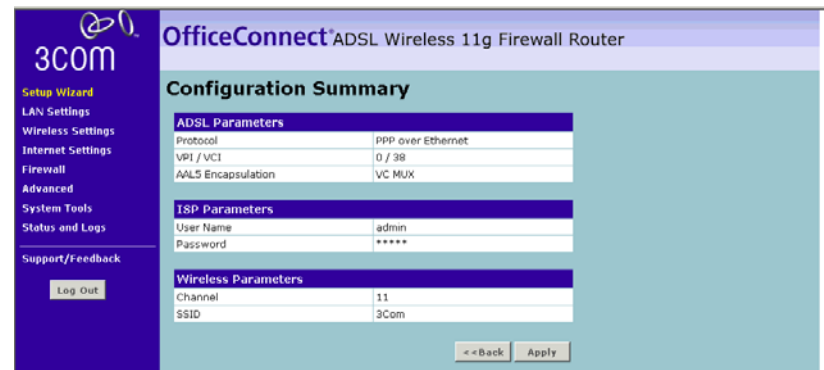 3COM
OfficeConnect® ADSL Wireless 11g Firewall Router
Setup Wizard
LAN Settings
Wireless Settings
Internet Settings
Firewall
Advanced
System Tools
Status and Logs
Support/Feedback
Log Out
Configuration Summary
ADSL Parameters
Protocol PPP over Ethernet
VPI / VCI 0 / 38
AAL5 Encapsulation VC MUX
ISP Parameters
User Name admin
Password *****
Wireless Parameters
Channel 11
SSID 3Com
<<Back Apply